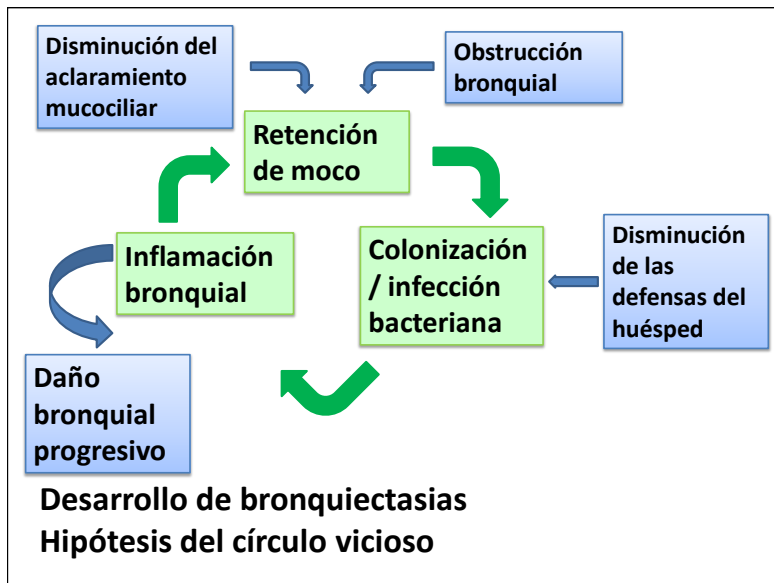 Disminución del
aclaramiento
mucociliar
Obstrucción
bronquial
Retención
de moco
Inflamación
bronquial
Colonización
/ infección
bacteriana
Disminución
de las
defensas del
huésped
Daño
bronquial
progresivo
Desarrollo de bronquiectasias
Hipótesis del círculo vicioso